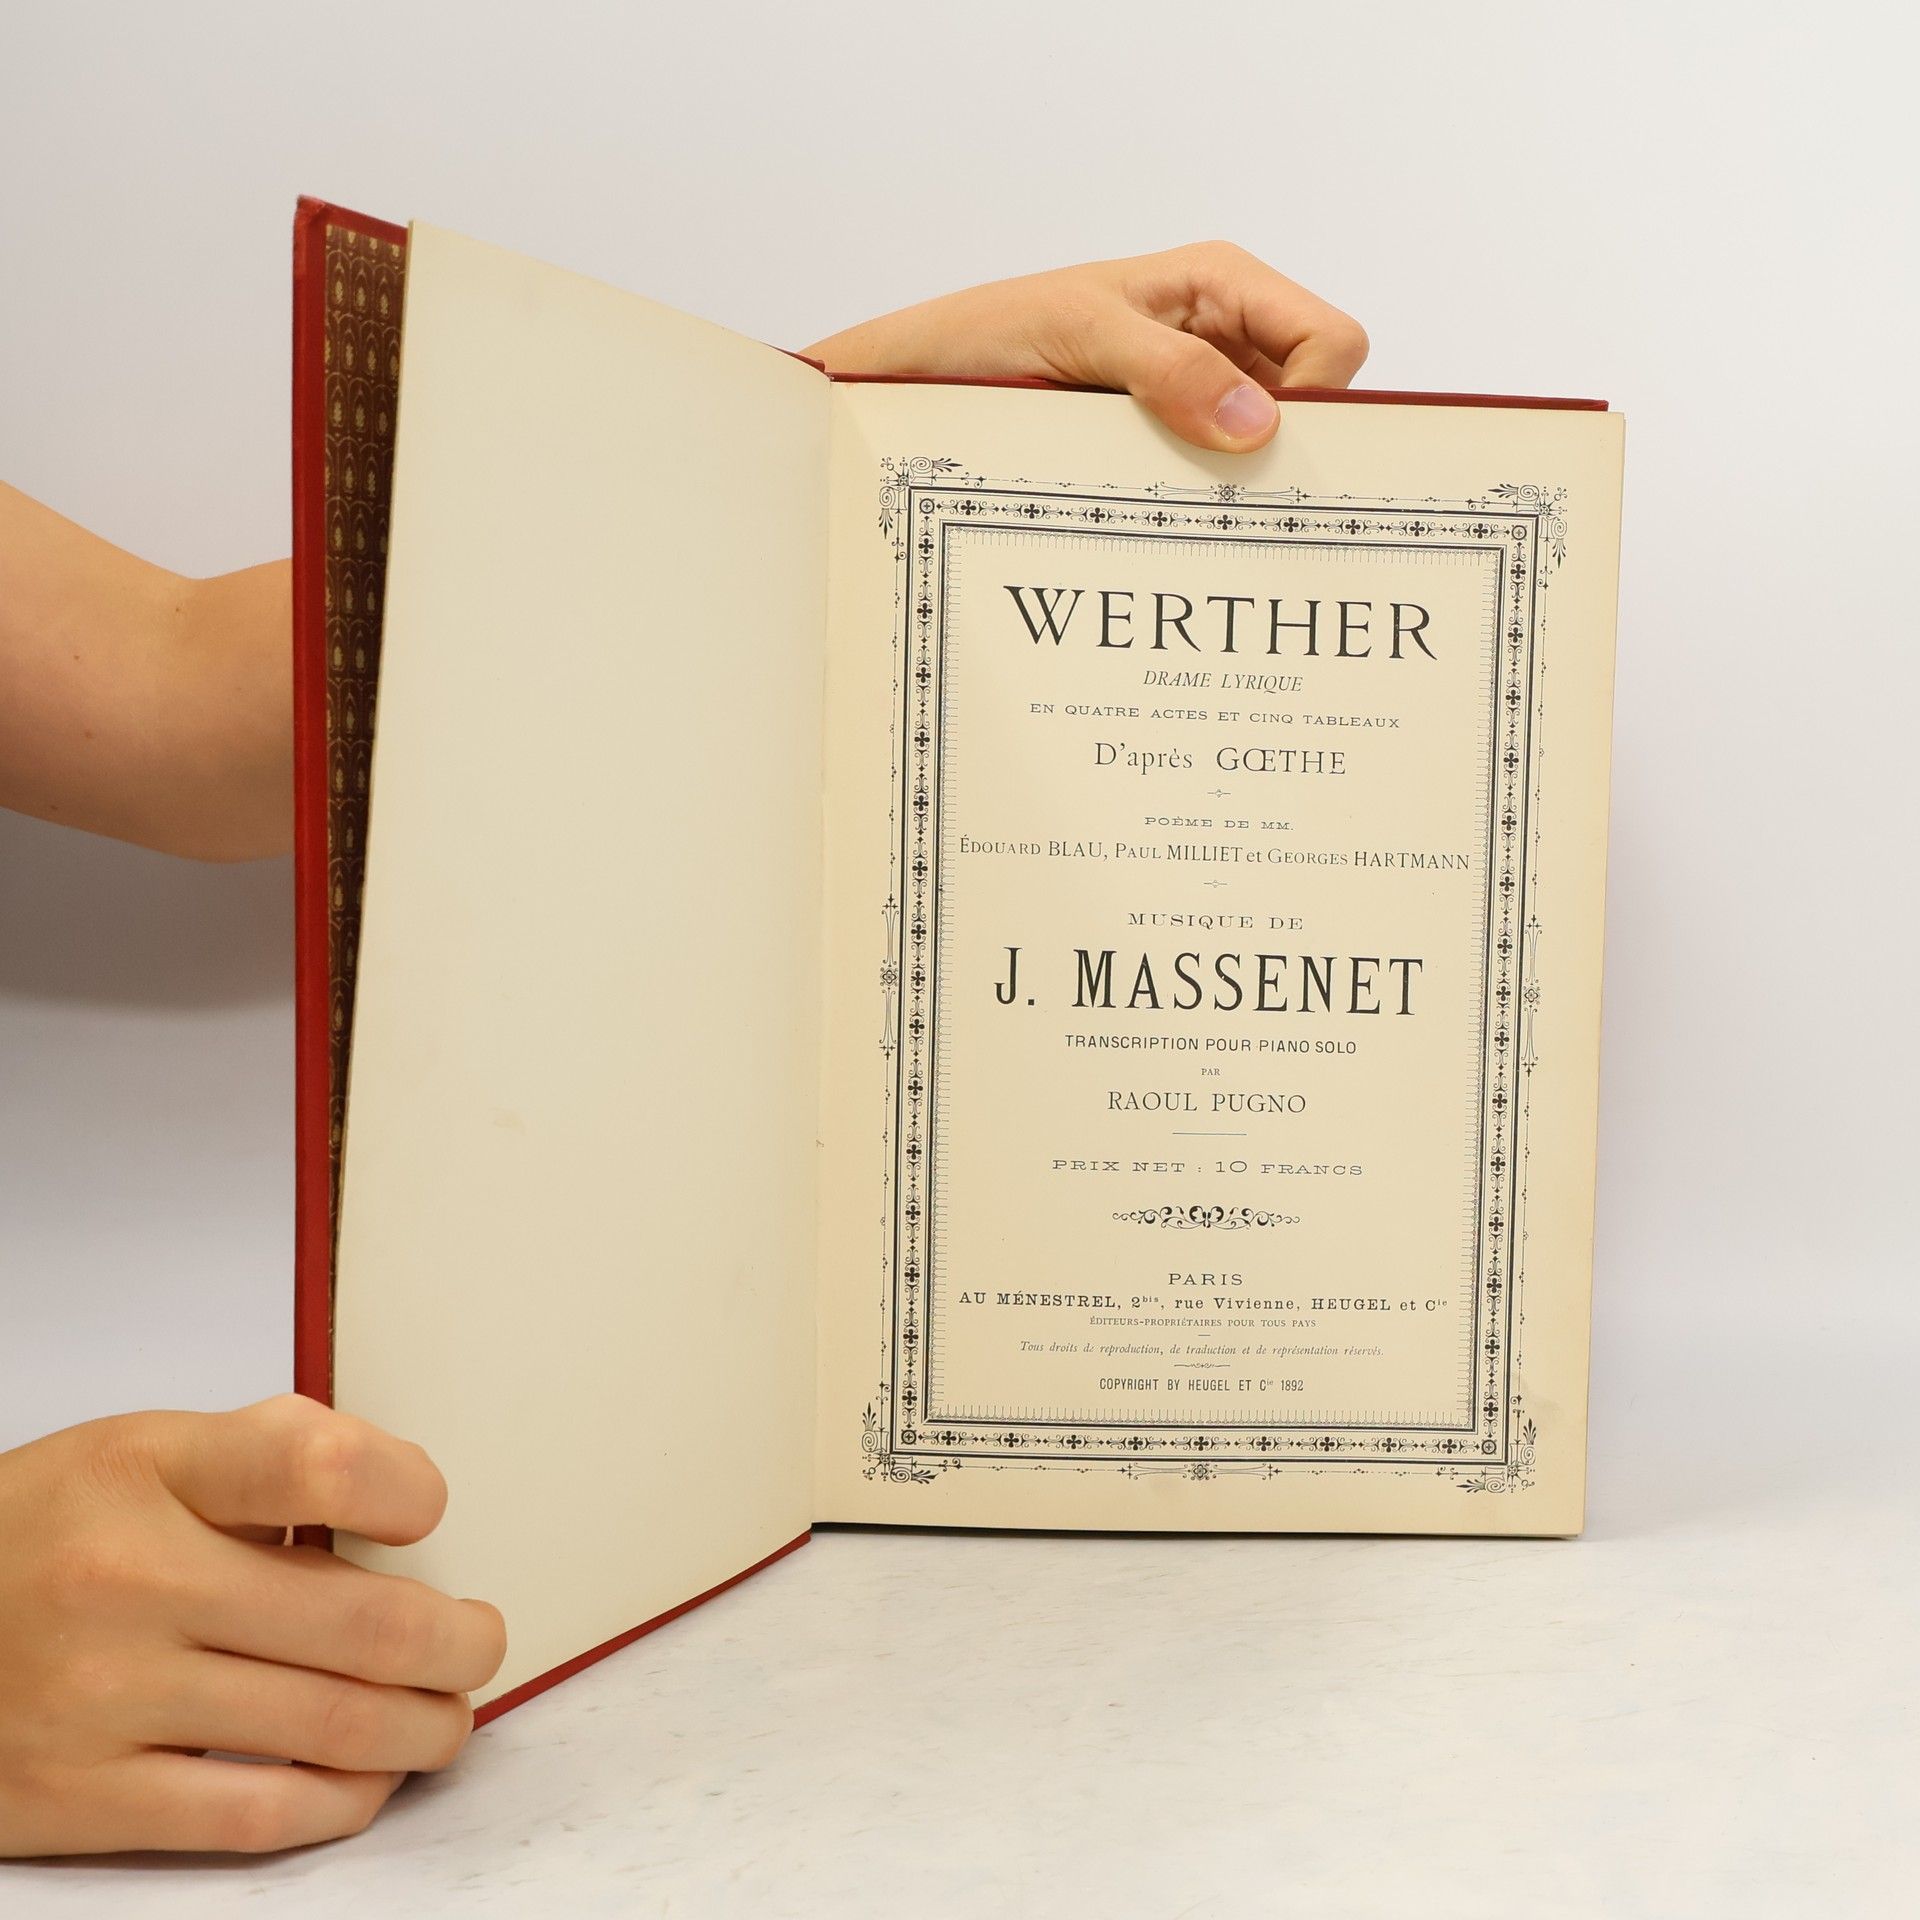 WERTHER
DRAME LYRIQUE
EN QUATRE ACTES ET CINQ TABLEAUX
D'après GŒTHE
POÈME DE MM.
ÉDOUARD BLAU, PAUL MILLIET et GEORGES HARTMANN
MUSIQUE DE
J. MASSENET
TRANSCRIPTION POUR PIANO SOLO
PAR
RAOUL PUGNO
PRIX NET : 10 FRANCS
PARIS
AU MÉNESTREL, 2bis, rue Vivienne, HEUGEL et Cie
ÉDITEURS-PROPRIÉTAIRES POUR TOUS PAYS
Tous droits de reproduction, de traduction et de représentation réservés.
COPYRIGHT BY HEUGEL ET Cie 1892